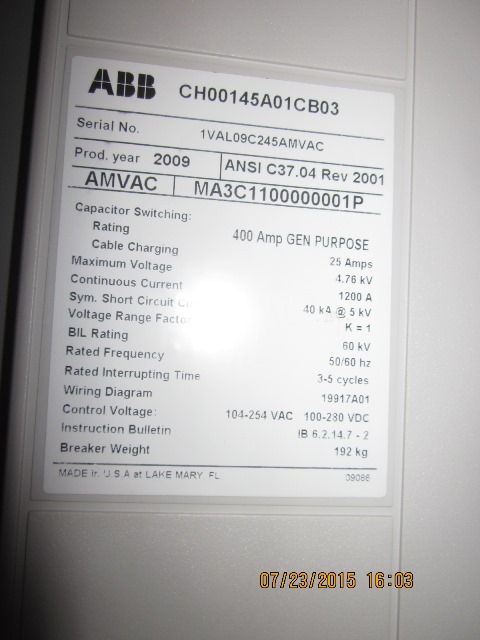 ABB CH00145A01CB03
Serial No. 1VAL09C245AMVAC
Prod. year 2009 ANSI C37.04 Rev 2001
AMVAC MA3C1100000001P
Capacitor Switching:
Rating 400 Amp GEN PURPOSE
Cable Charging 25 Amps
Maximum Voltage 4.76 kV
Continuous Current 1200 A
Sym. Short Circuit 40 kA @ 5 kV
Voltage Range Factor K = 1
BIL Rating 60 kV
Rated Frequency 50/60 hz
Rated Interrupting Time 3-5 cycles
Wiring Diagram 19917A01
Control Voltage: 104-254 VAC 100-280 VDC
Instruction Bulletin IB 6.2.14.7 - 2
Breaker Weight 192 kg
MADE in U S A at LAKE MARY, FL 09086
07/23/2015 16:03